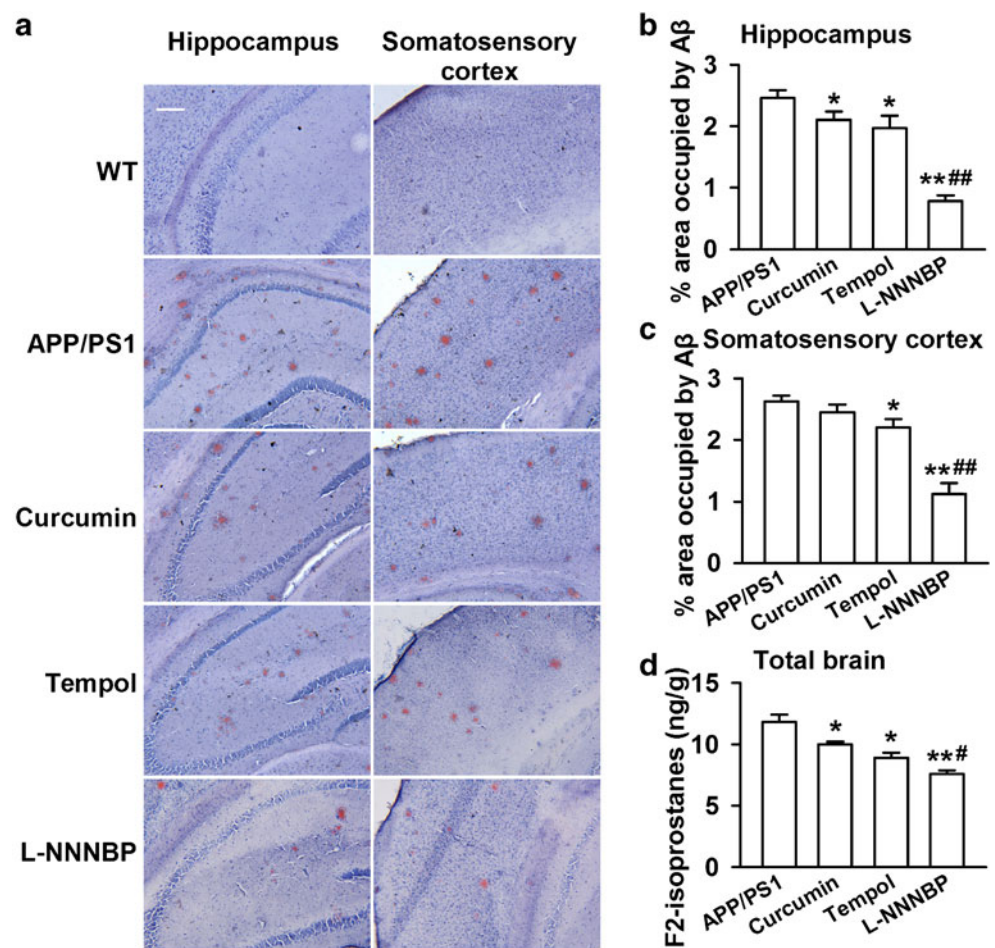 a
Hippocampus
Somatosensory
cortex
WT
APP/PS1
Curcumin
Tempol
L-NNNBP
b
Hippocampus
% area occupied by Aβ
3
2
1
0
*
*
**##
APP/PS1
Curcumin
Tempol
L-NNNBP
c
Somatosensory cortex
% area occupied by Aβ
3
2
1
0
*
**##
APP/PS1
Curcumin
Tempol
L-NNNBP
d
Total brain
F2-isoprostanes (ng/g)
15
10
5
0
*
*
**#
APP/PS1
Curcumin
Tempol
L-NNNBP